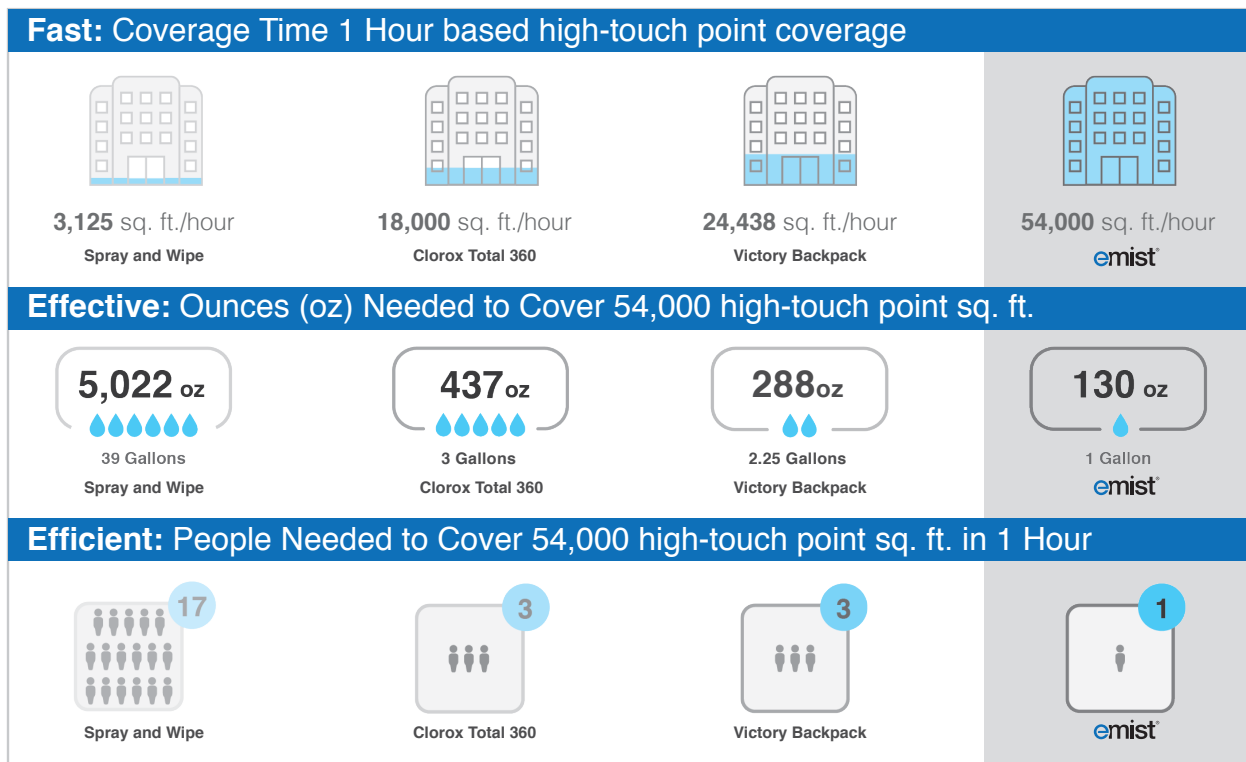 Fast: Coverage Time 1 Hour based high-touch point coverage
3,125 sq. ft./hour
Spray and Wipe
18,000 sq. ft./hour
Clorox Total 360
24,438 sq. ft./hour
Victory Backpack
54,000 sq. ft./hour
emist®
Effective: Ounces (oz) Needed to Cover 54,000 high-touch point sq. ft.
5,022 oz
39 Gallons
Spray and Wipe
437oz
3 Gallons
Clorox Total 360
288oz
2.25 Gallons
Victory Backpack
130 oz
1 Gallon
emist®
Efficient: People Needed to Cover 54,000 high-touch point sq. ft. in 1 Hour
17
Spray and Wipe
3
Clorox Total 360
3
Victory Backpack
1
emist®